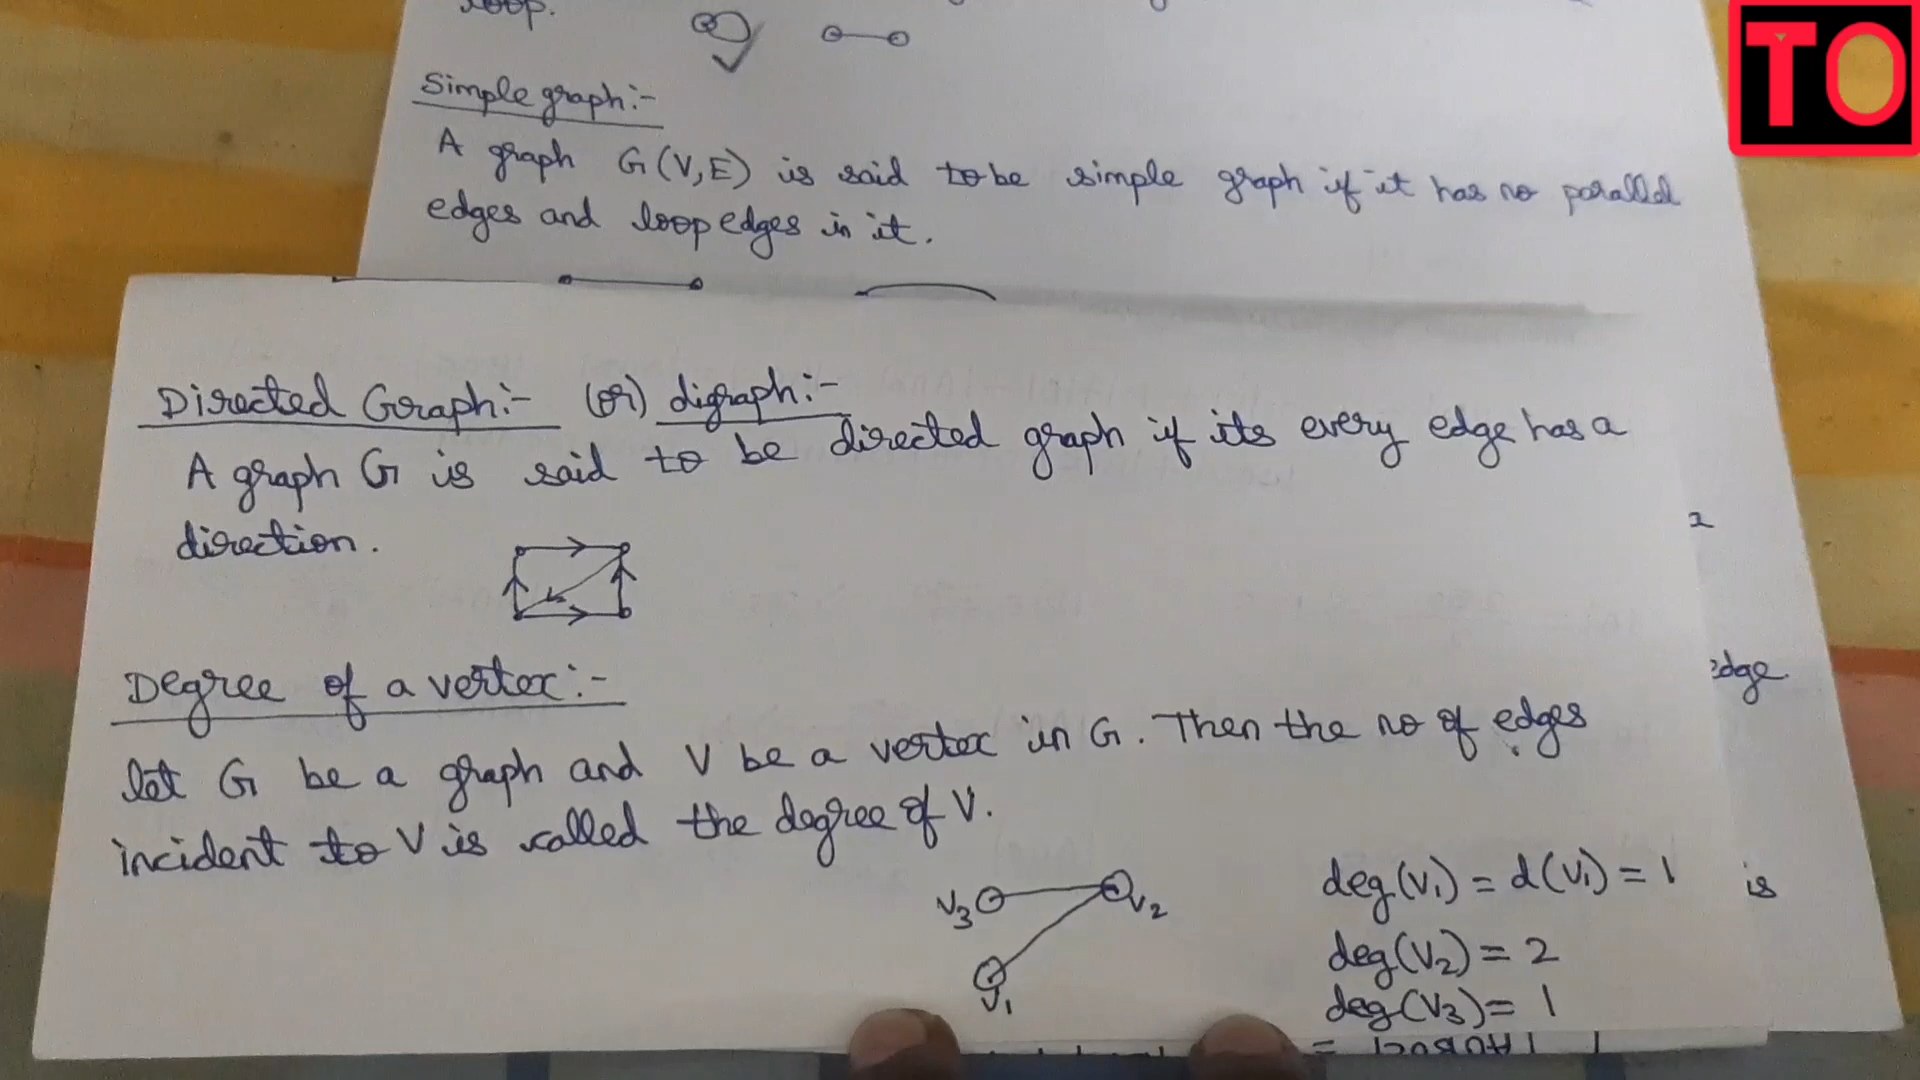 loop.
TO
Simple graph:-
A graph G(V,E) is said to be simple graph if it has no parallel
edges and loop edges in it.
Directed Graph:- (or) digraph:-
A graph G is said to be directed graph if its every edge has a
direction.
2
Degree of a vertex:-
edge
let G be a graph and V be a vertex in G. Then the no of edges
incident to V is called the degree of V.
V3 V2
V1
deg(V1) = d(V1) = 1
is
deg(V2) = 2
deg(V3) = 1